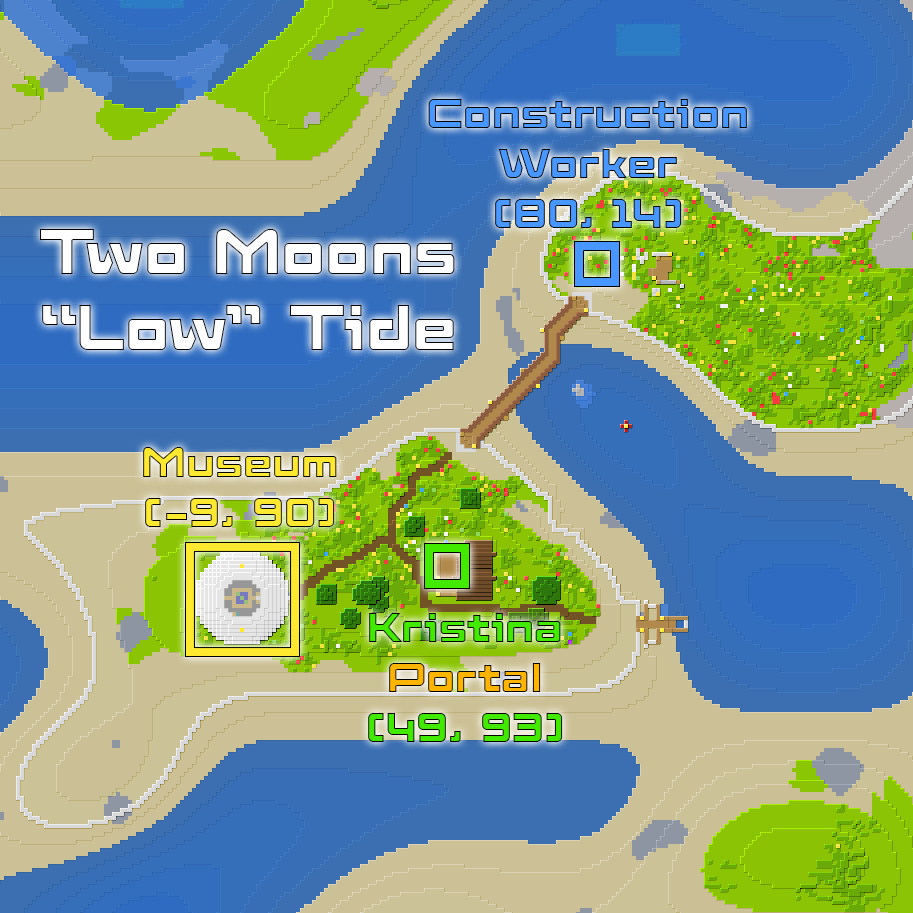 Construction
Worker
(80, 14)
Two Moons
“Low” Tide
Museum
(-9, 90)
Kristina
Portal
(49, 93)